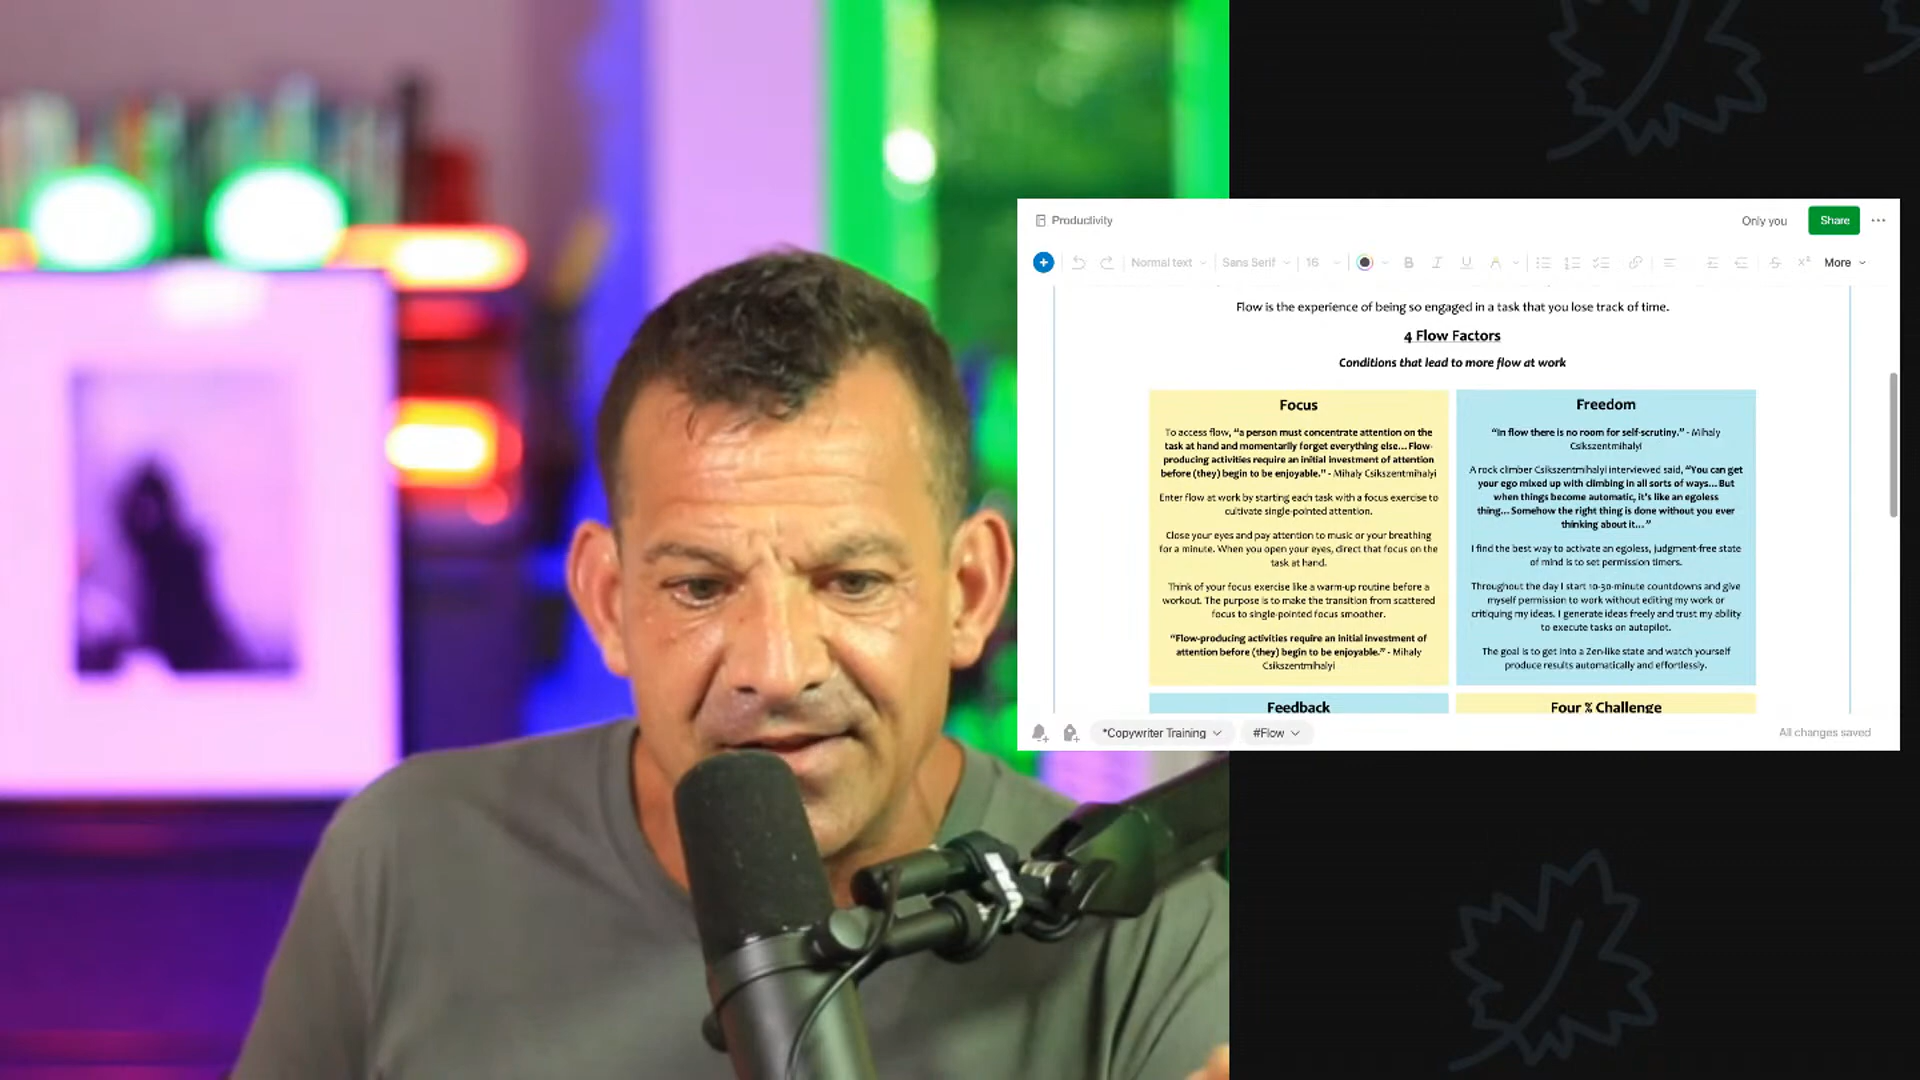 Productivity
Only you
Share
Normal text
Sans Serif
16
B
I
U
A
S
X²
More
Flow is the experience of being so engaged in a task that you lose track of time.
4 Flow Factors
Conditions that lead to more flow at work
Focus
To access flow, “a person must concentrate attention on the
task at hand and momentarily forget everything else... Flow-
producing activities require an initial investment of attention
before (they) begin to be enjoyable.” - Mihaly Csikszentmihalyi
Enter flow at work by starting each task with a focus exercise to
cultivate single-pointed attention.
Close your eyes and pay attention to music or your breathing
for a minute. When you open your eyes, direct that focus on the
task at hand.
Think of your focus exercise like a warm-up routine before a
workout. The purpose is to make the transition from scattered
focus to single-pointed focus smoother.
“Flow-producing activities require an initial investment of
attention before (they) begin to be enjoyable.” - Mihaly
Csikszentmihalyi
Freedom
“In flow there is no room for self-scrutiny.” - Mihaly
Csikszentmihalyi
A rock climber Csikszentmihalyi interviewed said, “You can get
your ego mixed up with climbing in all sorts of ways... But
when things become automatic, it's like an egoless
thing... Somehow the right thing is done without you ever
thinking about it...”
I find the best way to activate an egoless, judgment-free state
of mind is to set permission timers.
Throughout the day I start 10-30-minute countdowns and give
myself permission to work without editing my work or
critiquing my ideas. I generate ideas freely and trust my ability
to execute tasks on autopilot.
The goal is to get into a Zen-like state and watch yourself
produce results automatically and effortlessly.
Feedback
Four % Challenge
*Copywriter Training
#Flow
All changes saved